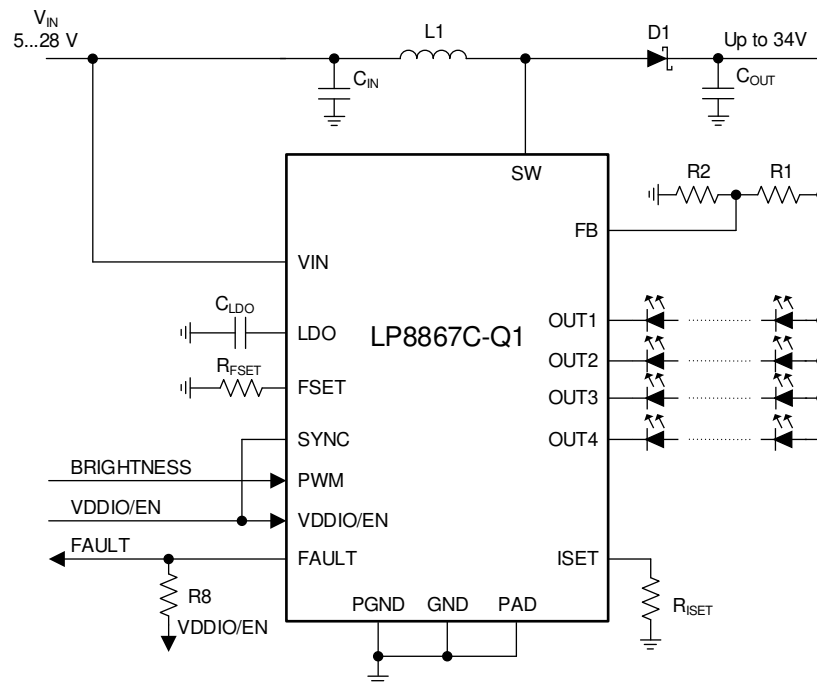 VIN
5...28 V
L1
D1
Up to 34V
CIN
COUT
SW
R2
R1
FB
VIN
CLDO
LDO
LP8867C-Q1
OUT1
RFSET
FSET
OUT2
OUT3
SYNC
OUT4
BRIGHTNESS
PWM
VDDIO/EN
VDDIO/EN
FAULT
FAULT
ISET
R8
VDDIO/EN
PGND
GND
PAD
RISET